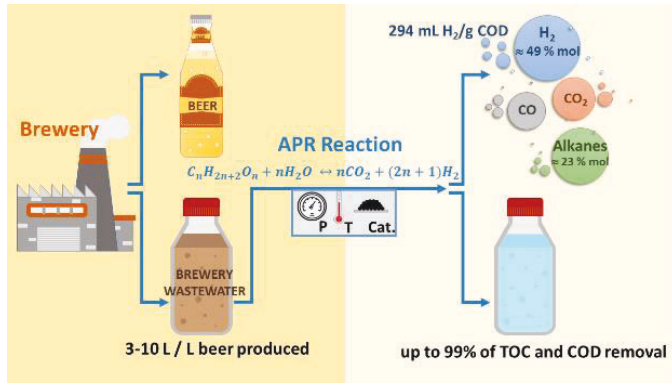 294 mL H₂/g COD
H₂
≈ 49 % mol
BEER
Brewery
CO
CO₂
APR Reaction
Alkanes
≈ 23 % mol
CₙH₂ₙ₊₂Oₙ + nH₂O ↔ nCO₂ + (2n + 1)H₂
P T Cat.
BREWERY
WASTEWATER
3-10 L / L beer produced
up to 99% of TOC and COD removal